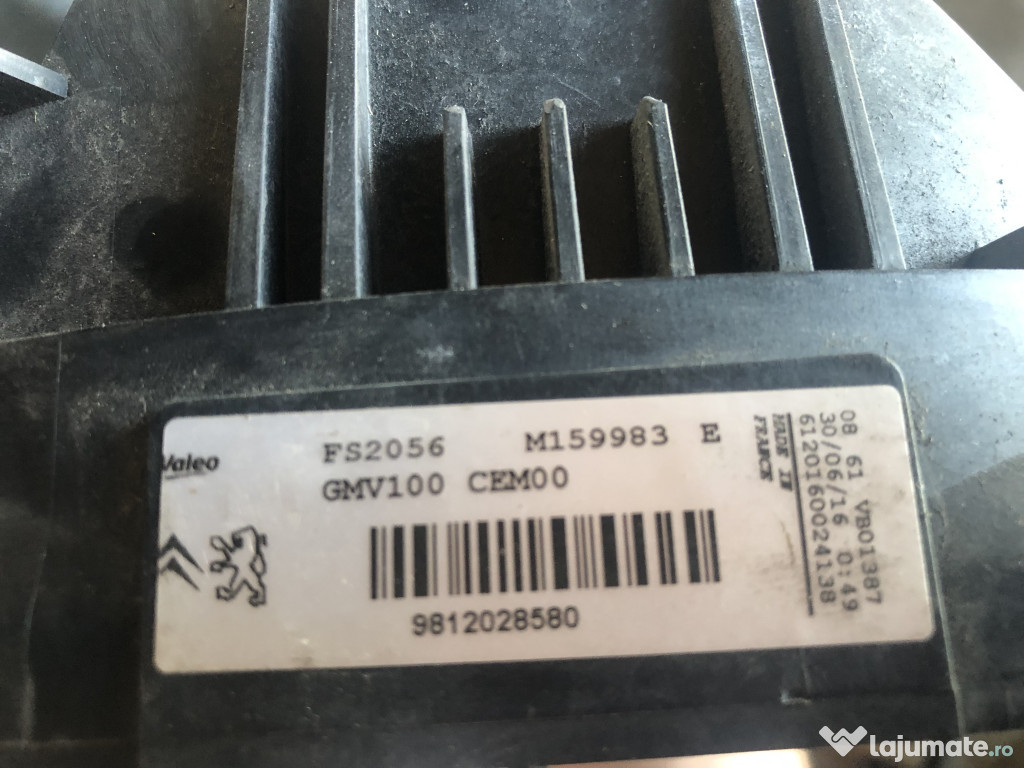 Valeo
FS2056 M159983 E
GMV100 CEM00
9812028580
MADE IN
FRANCE
08 61 VB01387
30/06/16 0:49
6120160024138
lajumate.ro